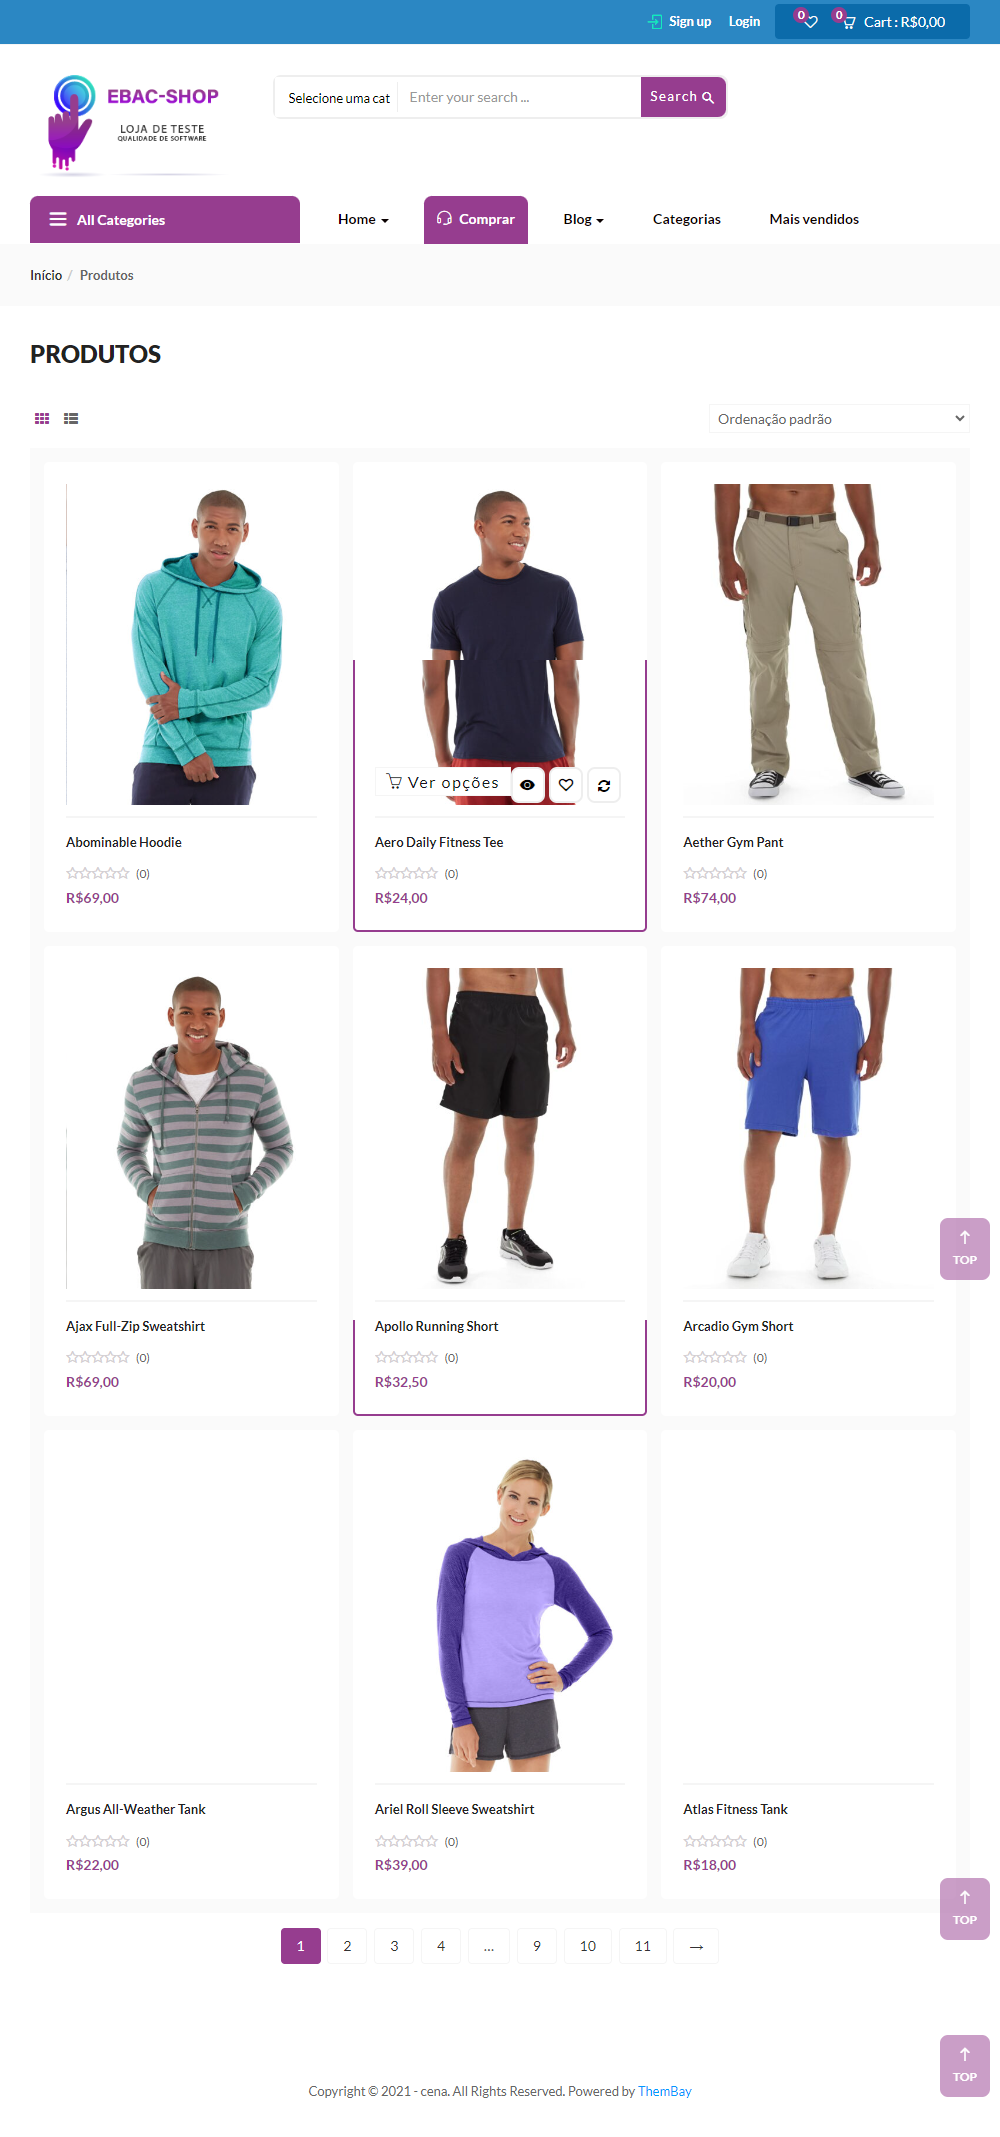 Sign up Login 0 0 Cart : R$0,00
EBAC-SHOP
LOJA DE TESTE
QUALIDADE DE SOFTWARE
Selecione uma cat Enter your search ... Search
All Categories Home Comprar Blog Categorias Mais vendidos
Início / Produtos
PRODUTOS
Ordenação padrão
Ver opções
Abominable Hoodie Aero Daily Fitness Tee Aether Gym Pant
(0) (0) (0)
R$69,00 R$24,00 R$74,00
TOP
Ajax Full-Zip Sweatshirt Apollo Running Short Arcadio Gym Short
(0) (0) (0)
R$69,00 R$32,50 R$20,00
Argus All-Weather Tank Ariel Roll Sleeve Sweatshirt Atlas Fitness Tank
(0) (0) (0)
R$22,00 R$39,00 R$18,00
TOP
1 2 3 4 ... 9 10 11 →
TOP
Copyright © 2021 - cena. All Rights Reserved. Powered by ThemBay